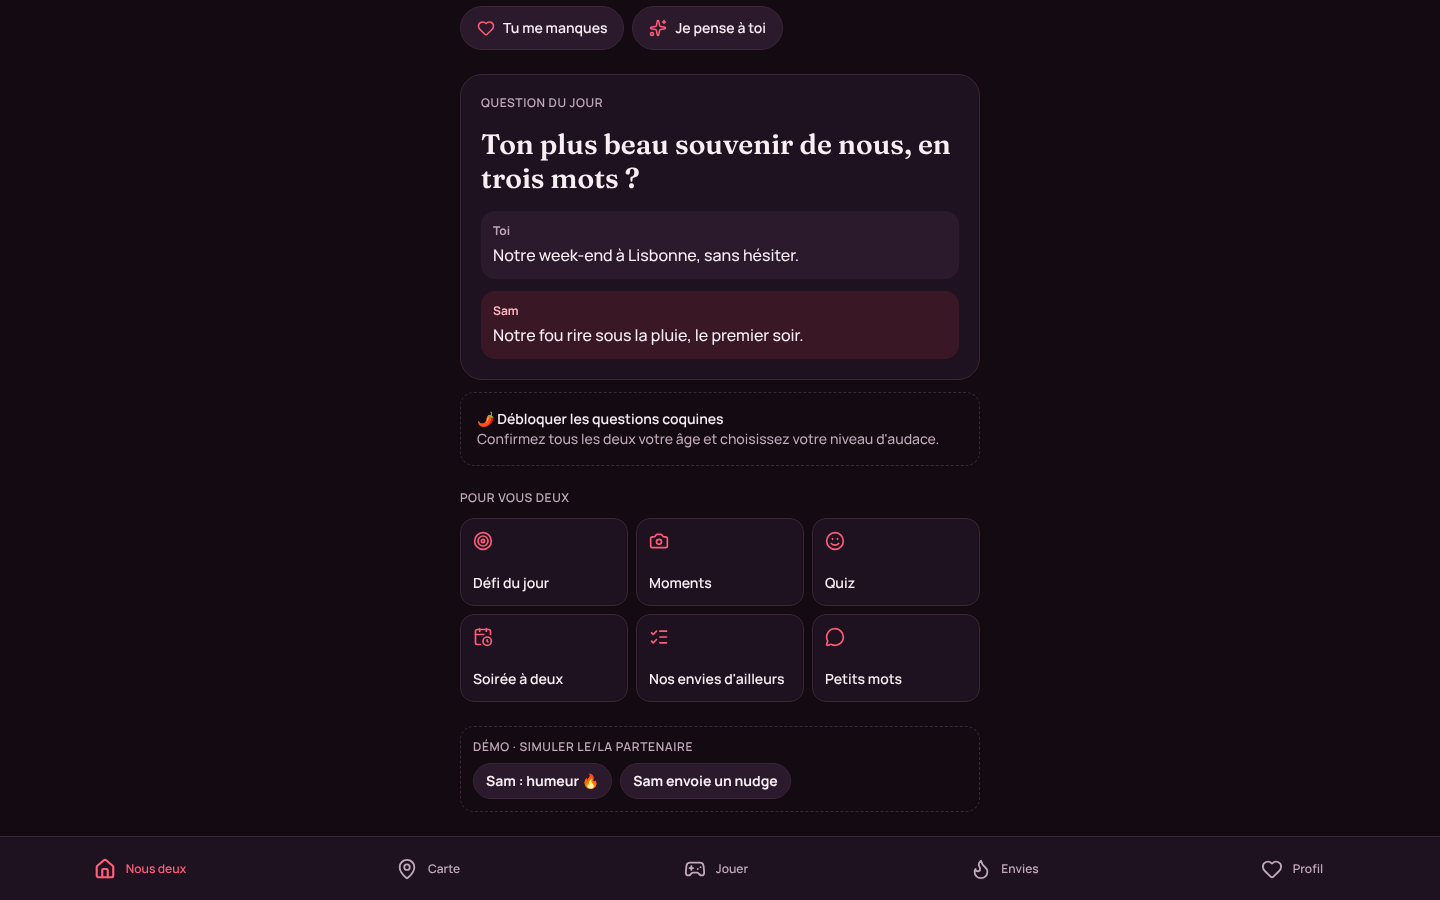 Tu me manques
Je pense à toi
QUESTION DU JOUR
Ton plus beau souvenir de nous, en
trois mots ?
Toi
Notre week-end à Lisbonne, sans hésiter.
Sam
Notre fou rire sous la pluie, le premier soir.
🌶️ Débloquer les questions coquines
Confirmez tous les deux votre âge et choisissez votre niveau d'audace.
POUR VOUS DEUX
Défi du jour
Moments
Quiz
Soirée à deux
Nos envies d'ailleurs
Petits mots
DÉMO · SIMULER LE/LA PARTENAIRE
Sam : humeur 🔥
Sam envoie un nudge
Nous deux
Carte
Jouer
Envies
Profil